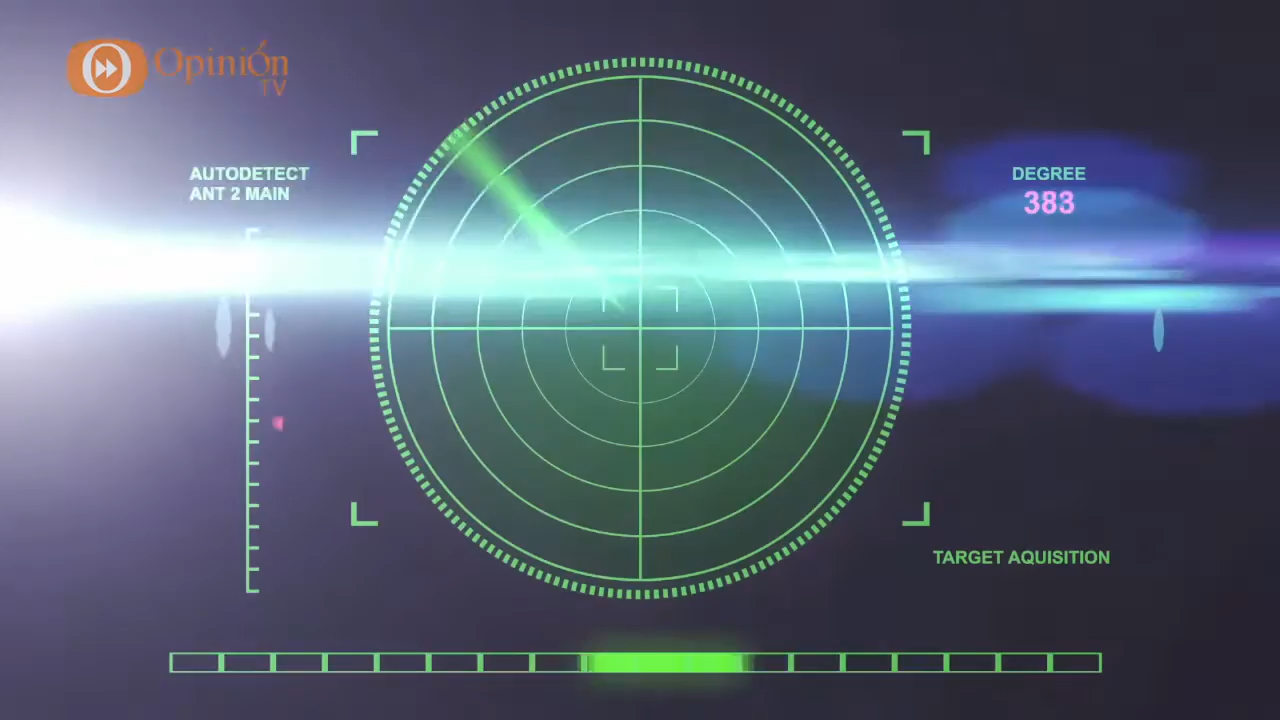 Opinión
TV
AUTODETECT
ANT 2 MAIN
DEGREE
383
TARGET AQUISITION